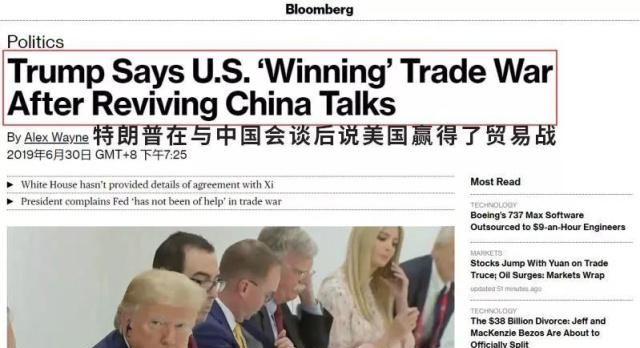 Bloomberg
Politics
Trump Says U.S. ‘Winning’ Trade War
After Reviving China Talks
By Alex Wayne 特朗普在与中国会谈后说美国赢得了贸易战
2019年6月30日 GMT+8 下午7:25
▶ White House hasn't provided details of agreement with Xi
▶ President complains Fed ‘has not been of help’ in trade war
Most Read
TECHNOLOGY
Boeing's 737 Max Software
Outsourced to $9-an-Hour Engineers
MARKETS
Stocks Jump With Yuan on Trade
Truce; Oil Surges: Markets Wrap
updated 51 minutes ago
TECHNOLOGY
The $38 Billion Divorce: Jeff and
MacKenzie Bezos Are About to
Officially Split